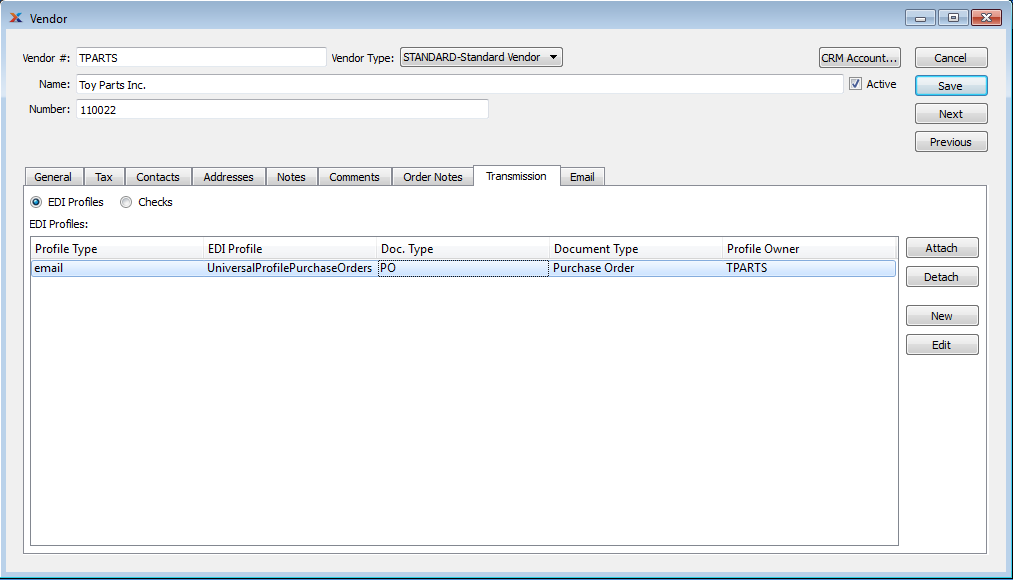 Vendor
Vendor #: TPARTS Vendor Type: STANDARD-Standard Vendor CRM Account... Cancel
Name: Toy Parts Inc. Active Save
Number: 110022 Next
Previous
General Tax Contacts Addresses Notes Comments Order Notes Transmission Email
EDI Profiles Checks
EDI Profiles:
Profile Type EDI Profile Doc. Type Document Type Profile Owner Attach
email UniversalProfilePurchaseOrders PO Purchase Order TPARTS
Detach
New
Edit